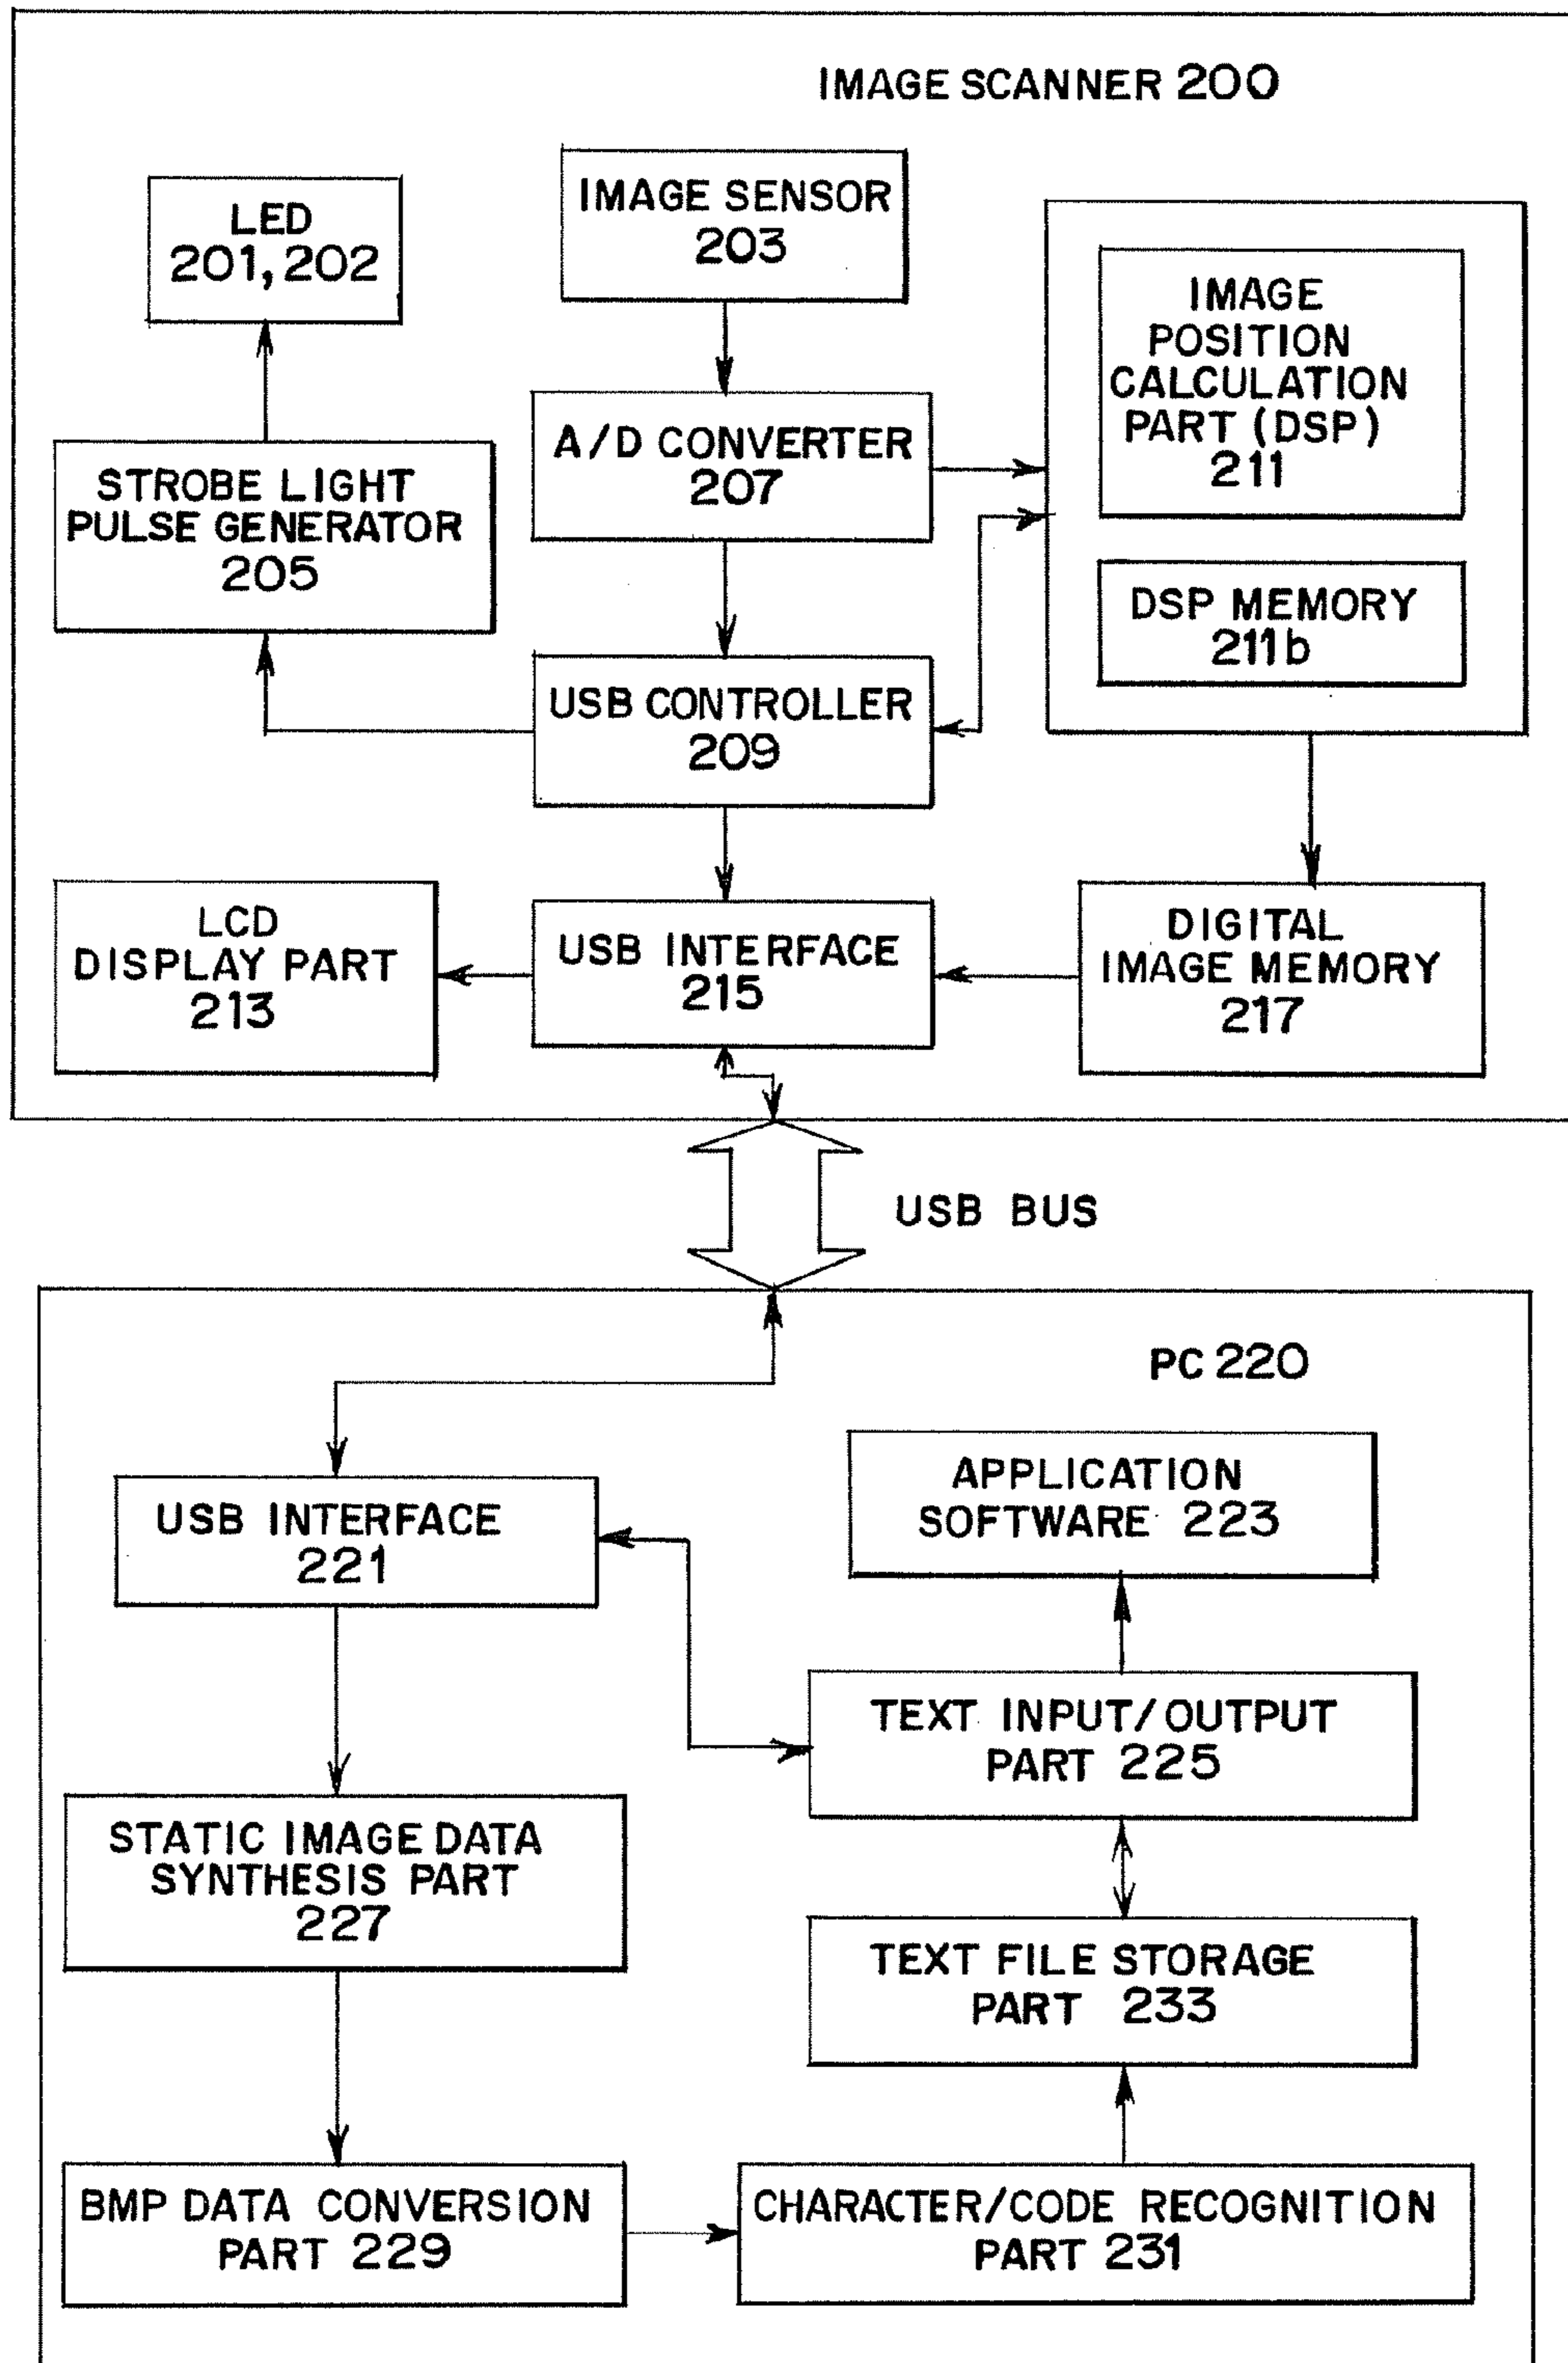 IMAGE SCANNER 200
LED
201, 202
IMAGE SENSOR
203
IMAGE
POSITION
CALCULATION
PART (DSP)
211
A/D CONVERTER
207
STROBE LIGHT
PULSE GENERATOR
205
DSP MEMORY
211b
USB CONTROLLER
209
LCD
DISPLAY PART
213
USB INTERFACE
215
DIGITAL
IMAGE MEMORY
217
USB BUS
PC 220
APPLICATION
SOFTWARE 223
USB INTERFACE
221
TEXT INPUT/OUTPUT
PART 225
STATIC IMAGE DATA
SYNTHESIS PART
227
TEXT FILE STORAGE
PART 233
BMP DATA CONVERSION
PART 229
CHARACTER/CODE RECOGNITION
PART 231